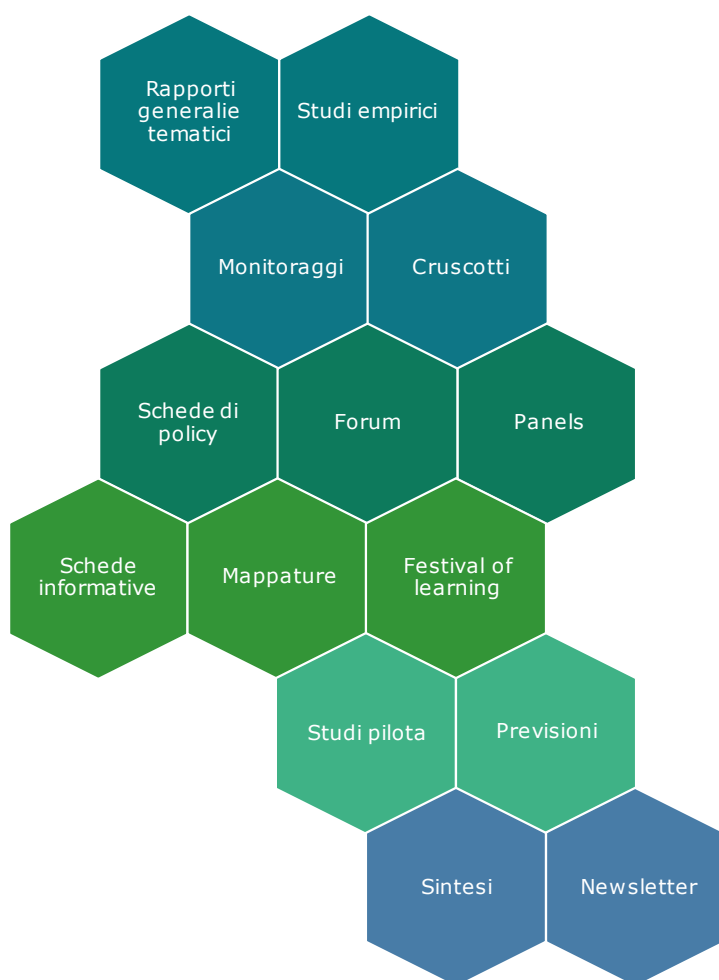 Rapporti
generalie
tematici
Studi empirici
Monitoraggi
Cruscotti
Schede di
policy
Forum
Panels
Schede
informative
Mappature
Festival of
learning
Studi pilota
Previsioni
Sintesi
Newsletter